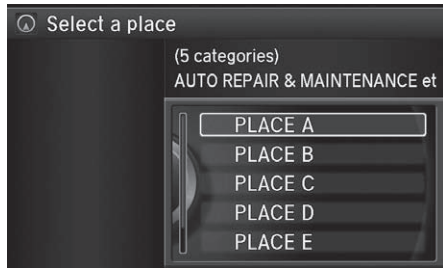 Select a place
(5 categories)
AUTO REPAIR & MAINTENANCE et
PLACE A
PLACE B
PLACE C
PLACE D
PLACE E